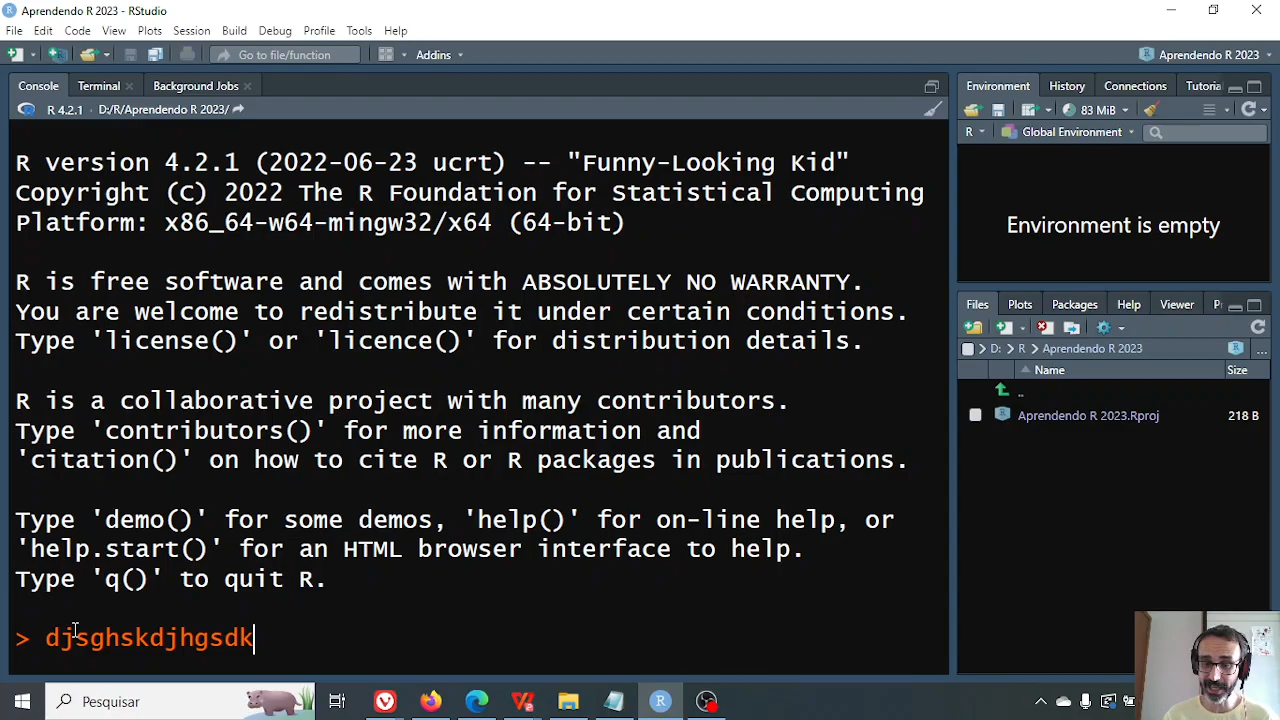 Aprendendo R 2023 - RStudio
File Edit Code View Plots Session Build Debug Profile Tools Help
Go to file/function Addins Aprendendo R 2023
Console Terminal Background Jobs
R 4.2.1 · D:/R/Aprendendo R 2023/
R version 4.2.1 (2022-06-23 ucrt) -- "Funny-Looking Kid"
Copyright (C) 2022 The R Foundation for Statistical Computing
Platform: x86_64-w64-mingw32/x64 (64-bit)
R is free software and comes with ABSOLUTELY NO WARRANTY.
You are welcome to redistribute it under certain conditions.
Type 'license()' or 'licence()' for distribution details.
R is a collaborative project with many contributors.
Type 'contributors()' for more information and
'citation()' on how to cite R or R packages in publications.
Type 'demo()' for some demos, 'help()' for on-line help, or
'help.start()' for an HTML browser interface to help.
Type 'q()' to quit R.
> djsghskdjhgsdk
Environment History Connections Tutoria
83 MiB
R Global Environment
Environment is empty
Files Plots Packages Help Viewer P
D: R Aprendendo R 2023
Name Size
..
Aprendendo R 2023.Rproj 218 B
Pesquisar